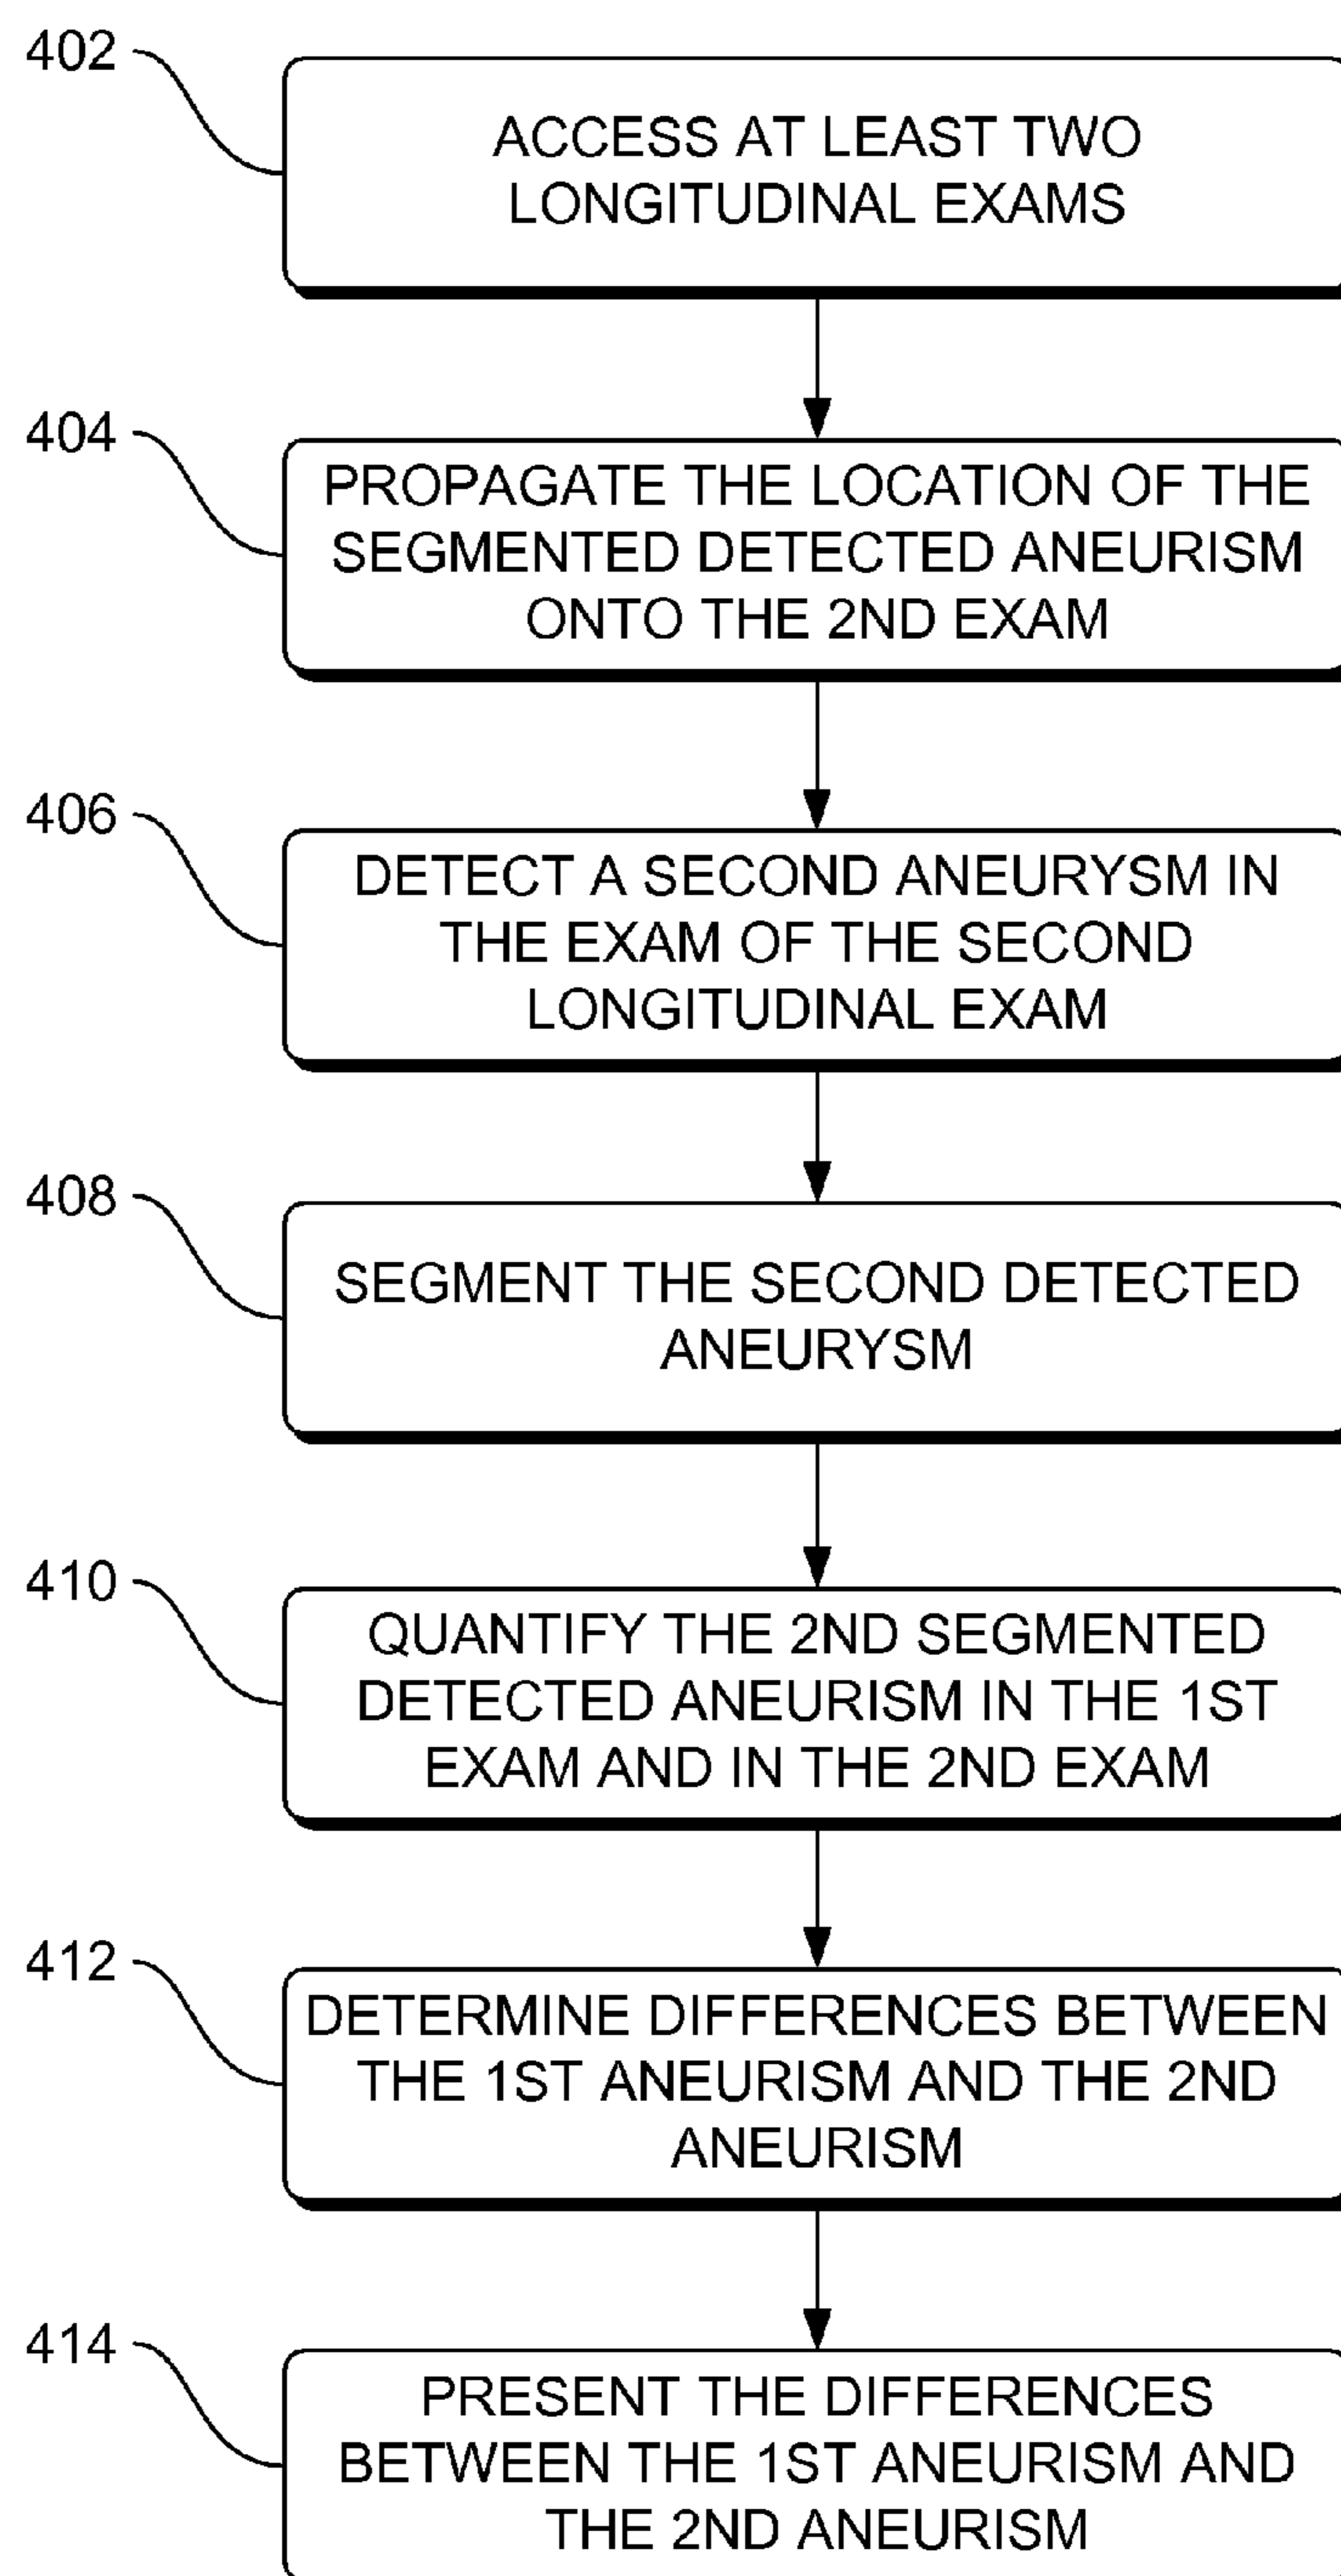 402
ACCESS AT LEAST TWO
LONGITUDINAL EXAMS
404
PROPAGATE THE LOCATION OF THE
SEGMENTED DETECTED ANEURISM
ONTO THE 2ND EXAM
406
DETECT A SECOND ANEURYSM IN
THE EXAM OF THE SECOND
LONGITUDINAL EXAM
408
SEGMENT THE SECOND DETECTED
ANEURYSM
410
QUANTIFY THE 2ND SEGMENTED
DETECTED ANEURISM IN THE 1ST
EXAM AND IN THE 2ND EXAM
412
DETERMINE DIFFERENCES BETWEEN
THE 1ST ANEURISM AND THE 2ND
ANEURISM
414
PRESENT THE DIFFERENCES
BETWEEN THE 1ST ANEURISM AND
THE 2ND ANEURISM